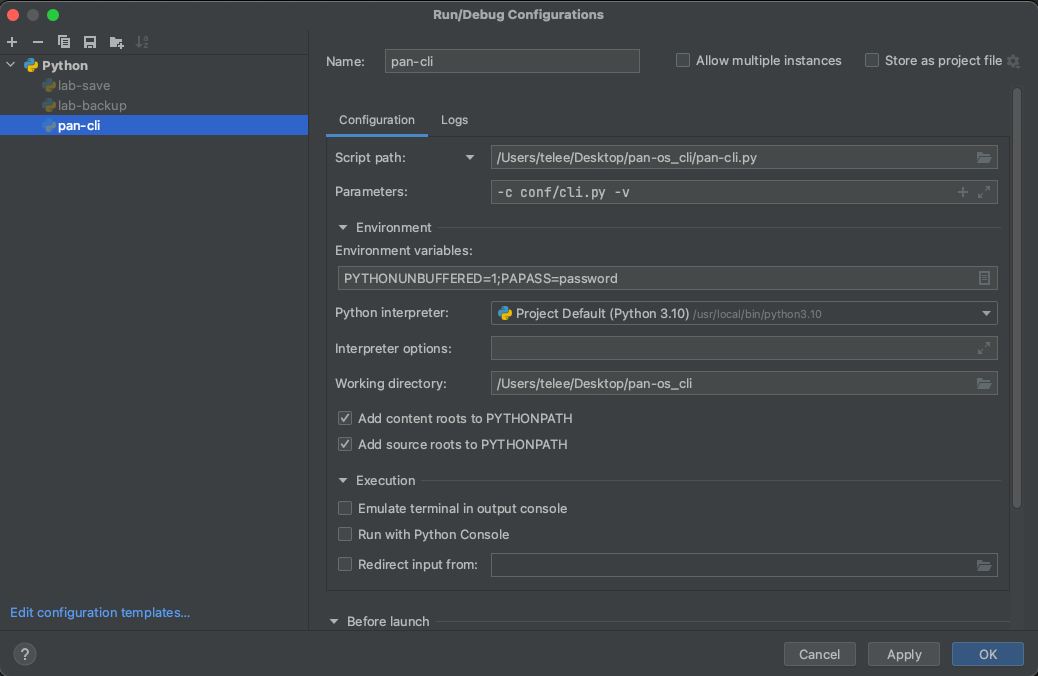 Run/Debug Configurations
Python
lab-save
lab-backup
pan-cli
Edit configuration templates...
Name:
pan-cli
Allow multiple instances
Store as project file
Configuration
Logs
Script path:
/Users/telee/Desktop/pan-os_cli/pan-cli.py
Parameters:
-c conf/cli.py -v
Environment
Environment variables:
PYTHONUNBUFFERED=1;PAPASS=password
Python interpreter:
Project Default (Python 3.10) /usr/local/bin/python3.10
Interpreter options:
Working directory:
/Users/telee/Desktop/pan-os_cli
Add content roots to PYTHONPATH
Add source roots to PYTHONPATH
Execution
Emulate terminal in output console
Run with Python Console
Redirect input from:
Before launch
?
Cancel
Apply
OK